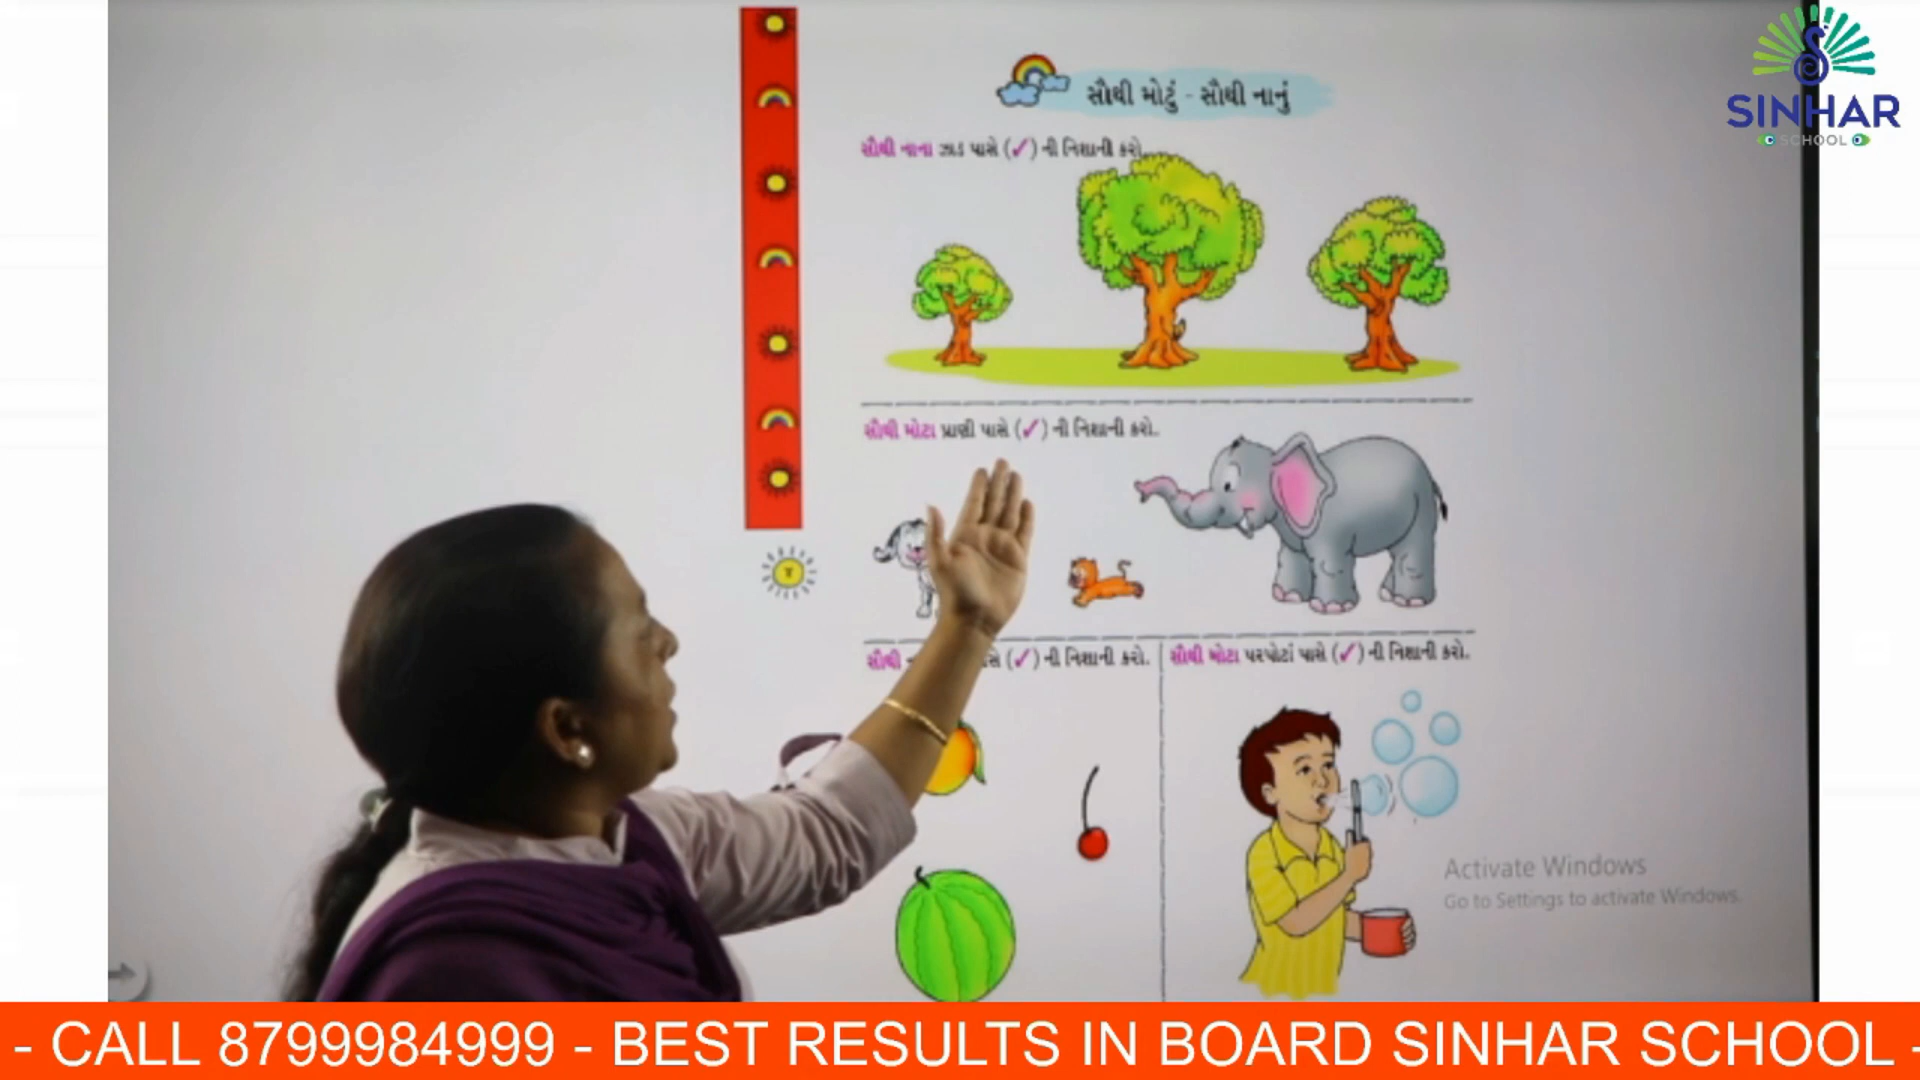 સૌથી મોટું - સૌથી નાનું
સૌથી નાના ઝાડ પાસે (✓) ની નિશાની કરો.
સૌથી મોટા પ્રાણી પાસે (✓) ની નિશાની કરો.
સૌથી (✓) ની નિશાની કરો.
સૌથી મોટા પરપોટાં પાસે (✓) ની નિશાની કરો.
Activate Windows
Go to Settings to activate Windows.
SINHAR
SCHOOL
- CALL 8799984999 - BEST RESULTS IN BOARD SINHAR SCHOOL -